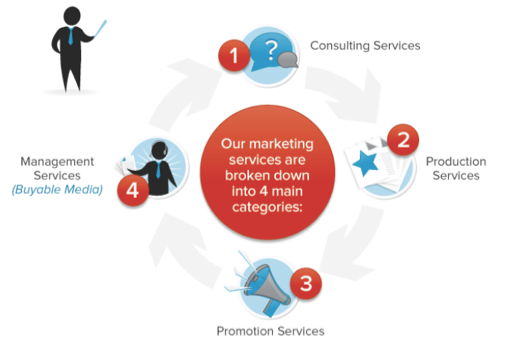 1
?
Consulting Services
Our marketing
services are
broken down
into 4 main
categories:
2
Production
Services
3
Promotion Services
Management
Services
(Buyable Media)
4